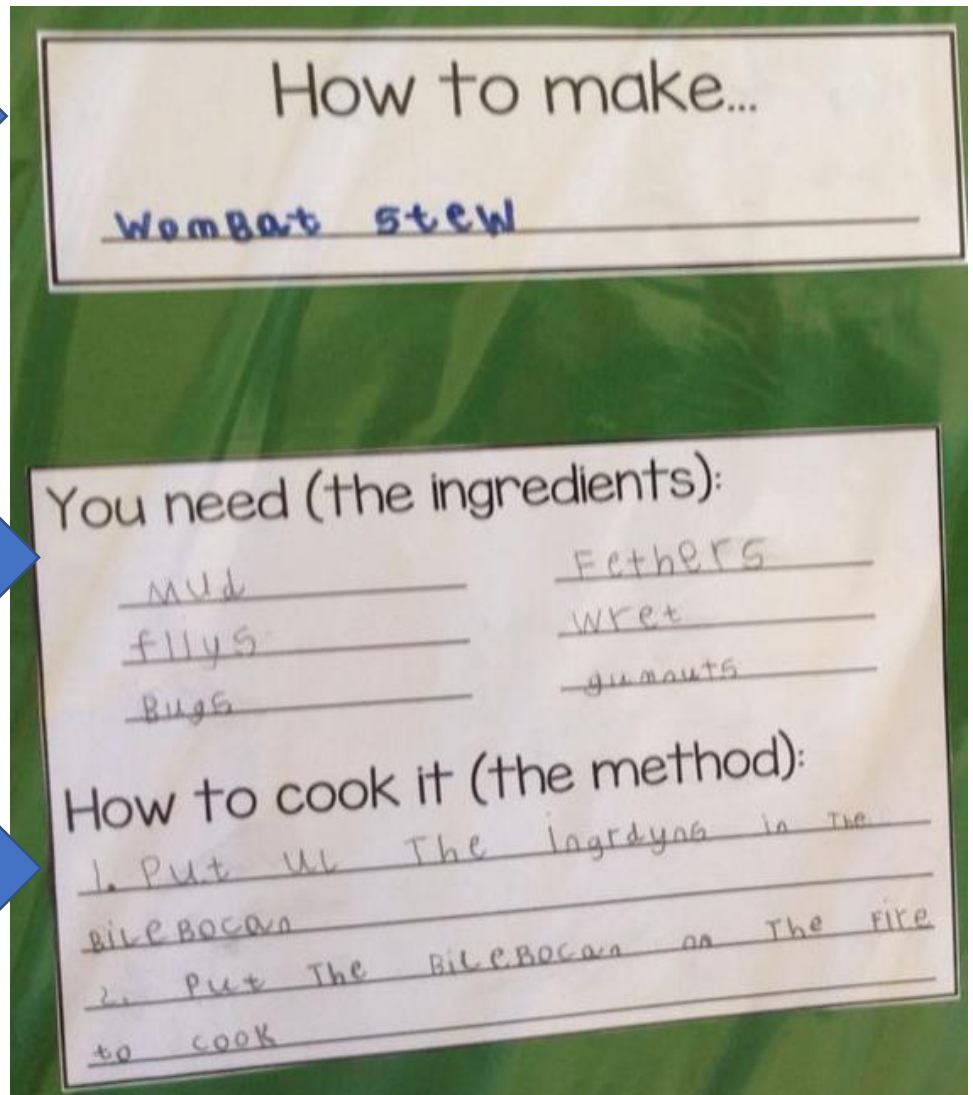 How to make...
WomBat stew
You need (the ingredients):
Mud
fllys
Bugs
Fethers
wret
gumnuts
How to cook it (the method):
1. Put UL The Ingrdyns in The
BiLeBocan
2. Put The BiLeBocan on The Fire
to cook